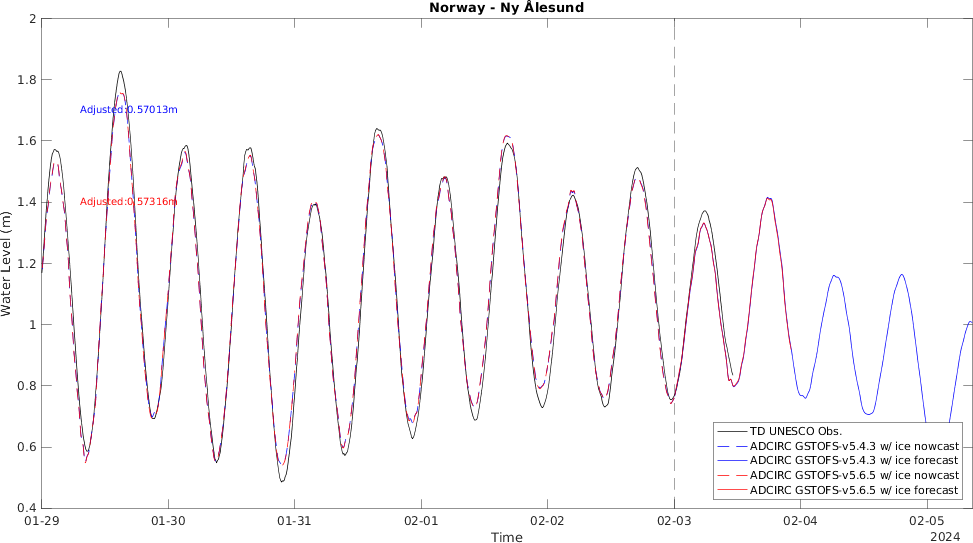 Norway - Ny Ålesund
2
1.8
Adjusted:0.57013m
1.6
1.4
Adjusted:0.57316m
1.2
1
0.8
0.6
0.4
Water Level (m)
TD UNESCO Obs.
ADCIRC GSTOFS-v5.4.3 w/ ice nowcast
ADCIRC GSTOFS-v5.4.3 w/ ice forecast
ADCIRC GSTOFS-v5.6.5 w/ ice nowcast
ADCIRC GSTOFS-v5.6.5 w/ ice forecast
01-29 01-30 01-31 02-01 02-02 02-03 02-04 02-05
Time 2024